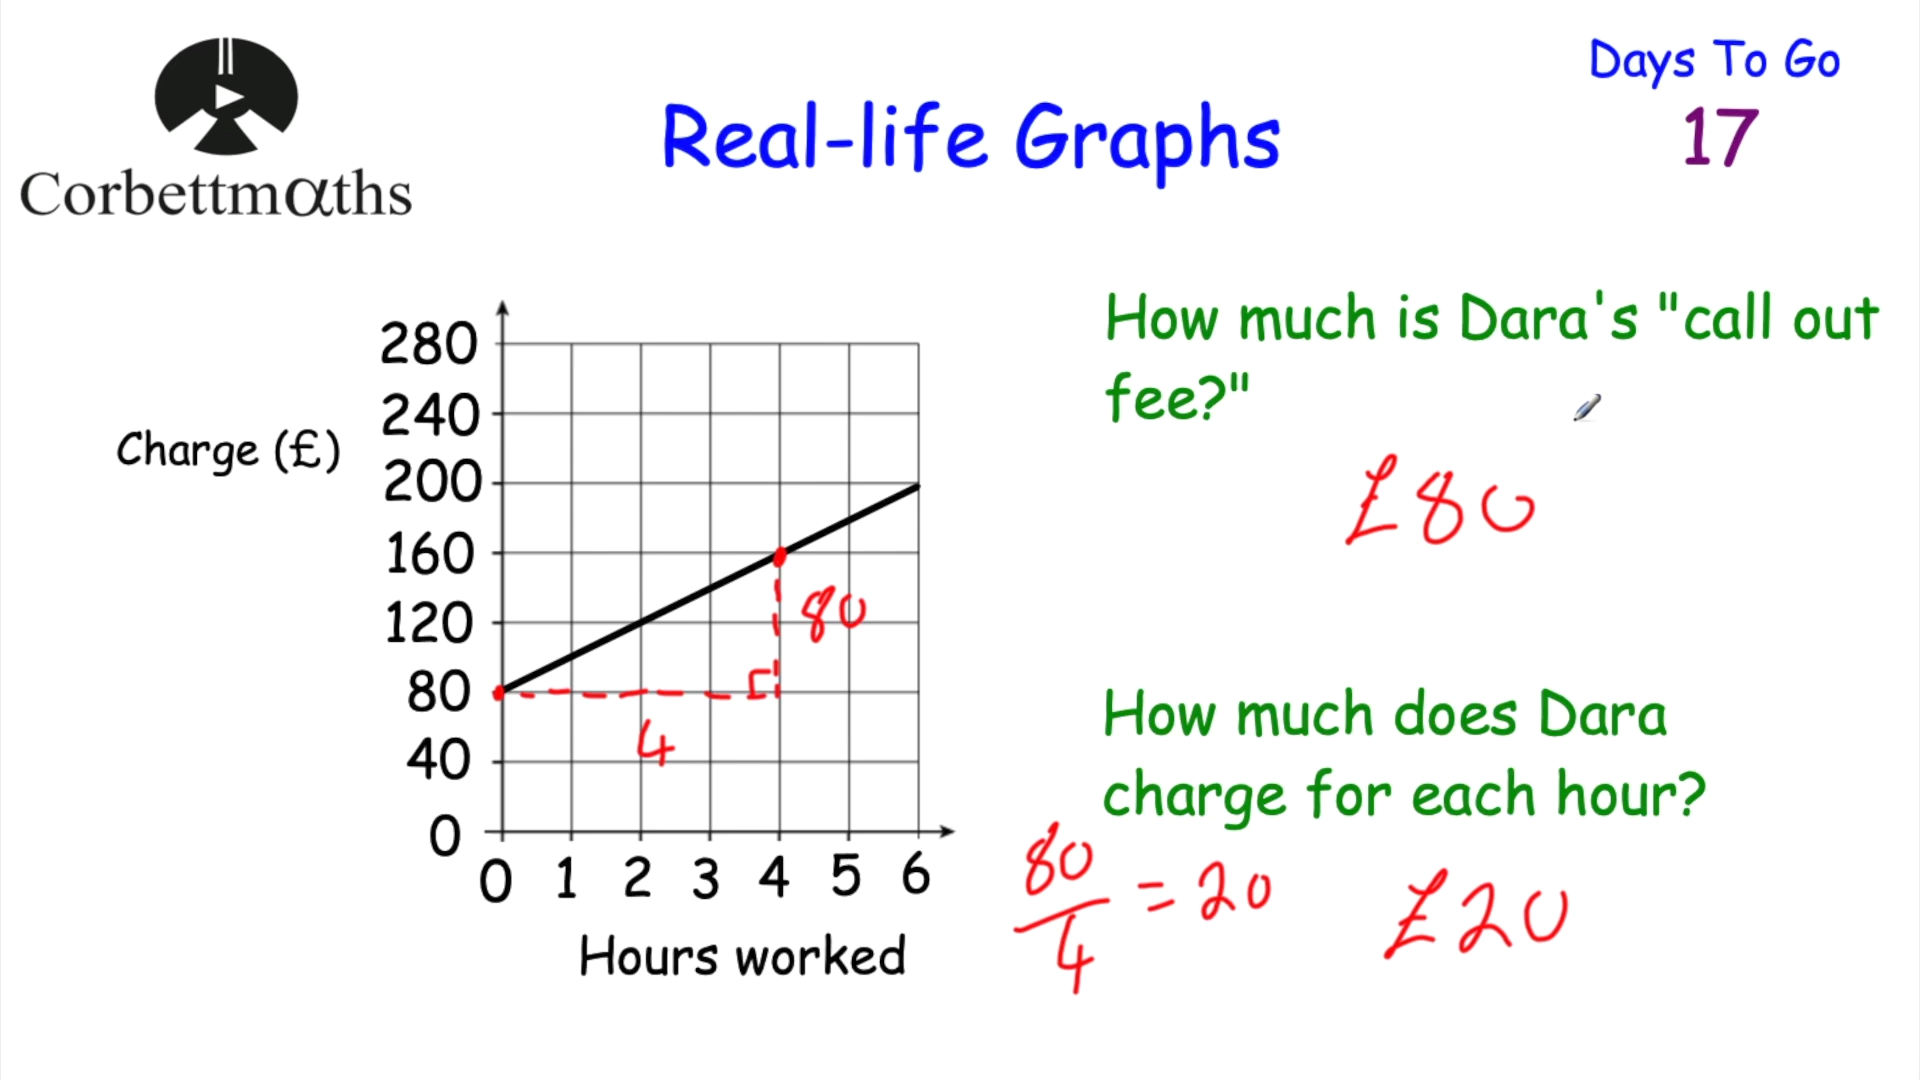 Days To Go
17
Real-life Graphs
Corbettmαths
How much is Dara's "call out
fee?"
£80
Charge (£)
280
240
200
160
120
80
40
0
80
4
0 1 2 3 4 5 6
Hours worked
How much does Dara
charge for each hour?
80
4
= 20
£20